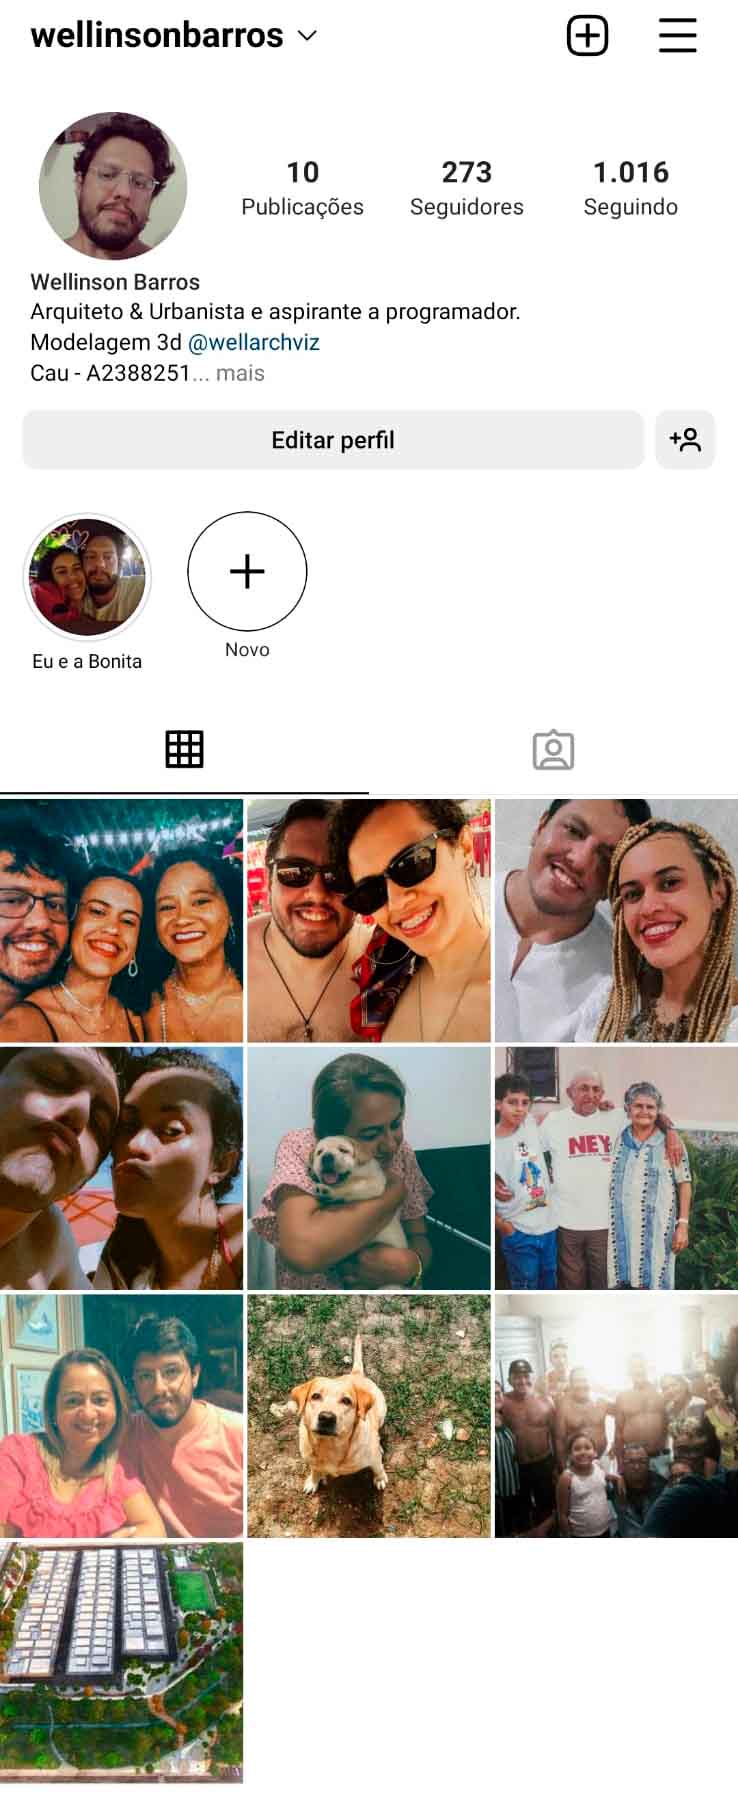 wellinsonbarros
10 273 1.016
Publicações Seguidores Seguindo
Wellinson Barros
Arquiteto & Urbanista e aspirante a programador.
Modelagem 3d @wellarchviz
Cau - A2388251... mais
Editar perfil
Eu e a Bonita
Novo
NEY